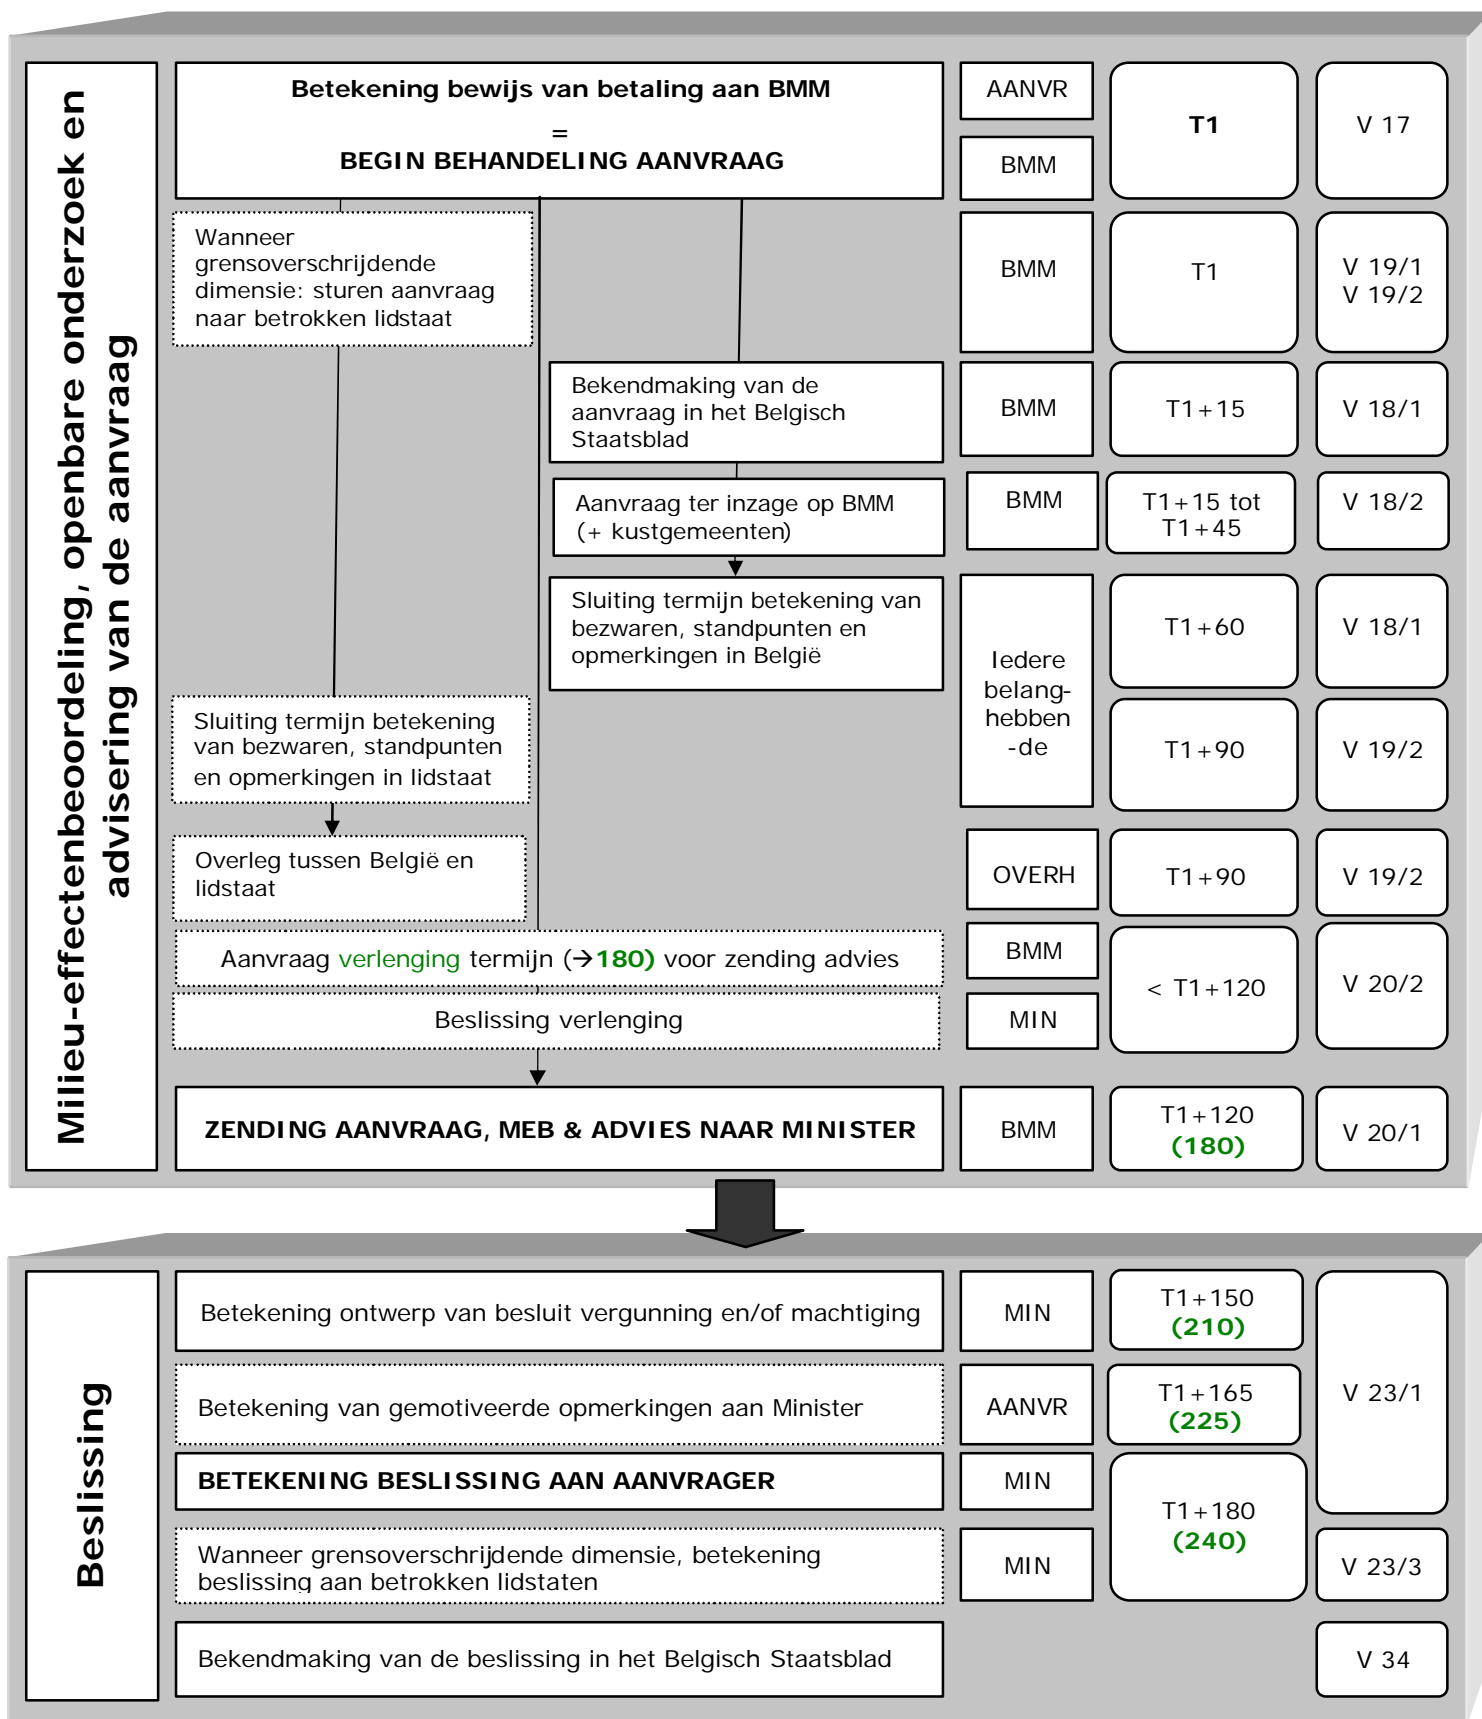 Milieu-effectenbeoordeling, openbare onderzoek en
advisering van de aanvraag
Betekening bewijs van betaling aan BMM
=
BEGIN BEHANDELING AANVRAAG
AANVR
BMM
T1
V 17
Wanneer
grensoverschrijdende
dimensie: sturen aanvraag
naar betrokken lidstaat
BMM
T1
V 19/1
V 19/2
Bekendmaking van de
aanvraag in het Belgisch
Staatsblad
BMM
T1+15
V 18/1
Aanvraag ter inzage op BMM
(+ kustgemeenten)
BMM
T1+15 tot
T1+45
V 18/2
Sluiting termijn betekening van
bezwaren, standpunten en
opmerkingen in België
Iedere
belang-
hebben
-de
T1+60
V 18/1
Sluiting termijn betekening
van bezwaren, standpunten
en opmerkingen in lidstaat
T1+90
V 19/2
Overleg tussen België en
lidstaat
OVERH
T1+90
V 19/2
Aanvraag verlenging termijn (→180) voor zending advies
BMM
< T1+120
V 20/2
Beslissing verlenging
MIN
ZENDING AANVRAAG, MEB & ADVIES NAAR MINISTER
BMM
T1+120
(180)
V 20/1
Beslissing
Betekening ontwerp van besluit vergunning en/of machtiging
MIN
T1+150
(210)
V 23/1
Betekening van gemotiveerde opmerkingen aan Minister
AANVR
T1+165
(225)
BETEKENING BESLISSING AAN AANVRAGER
MIN
T1+180
(240)
Wanneer grensoverschrijdende dimensie, betekening
beslissing aan betrokken lidstaten
MIN
V 23/3
Bekendmaking van de beslissing in het Belgisch Staatsblad
V 34